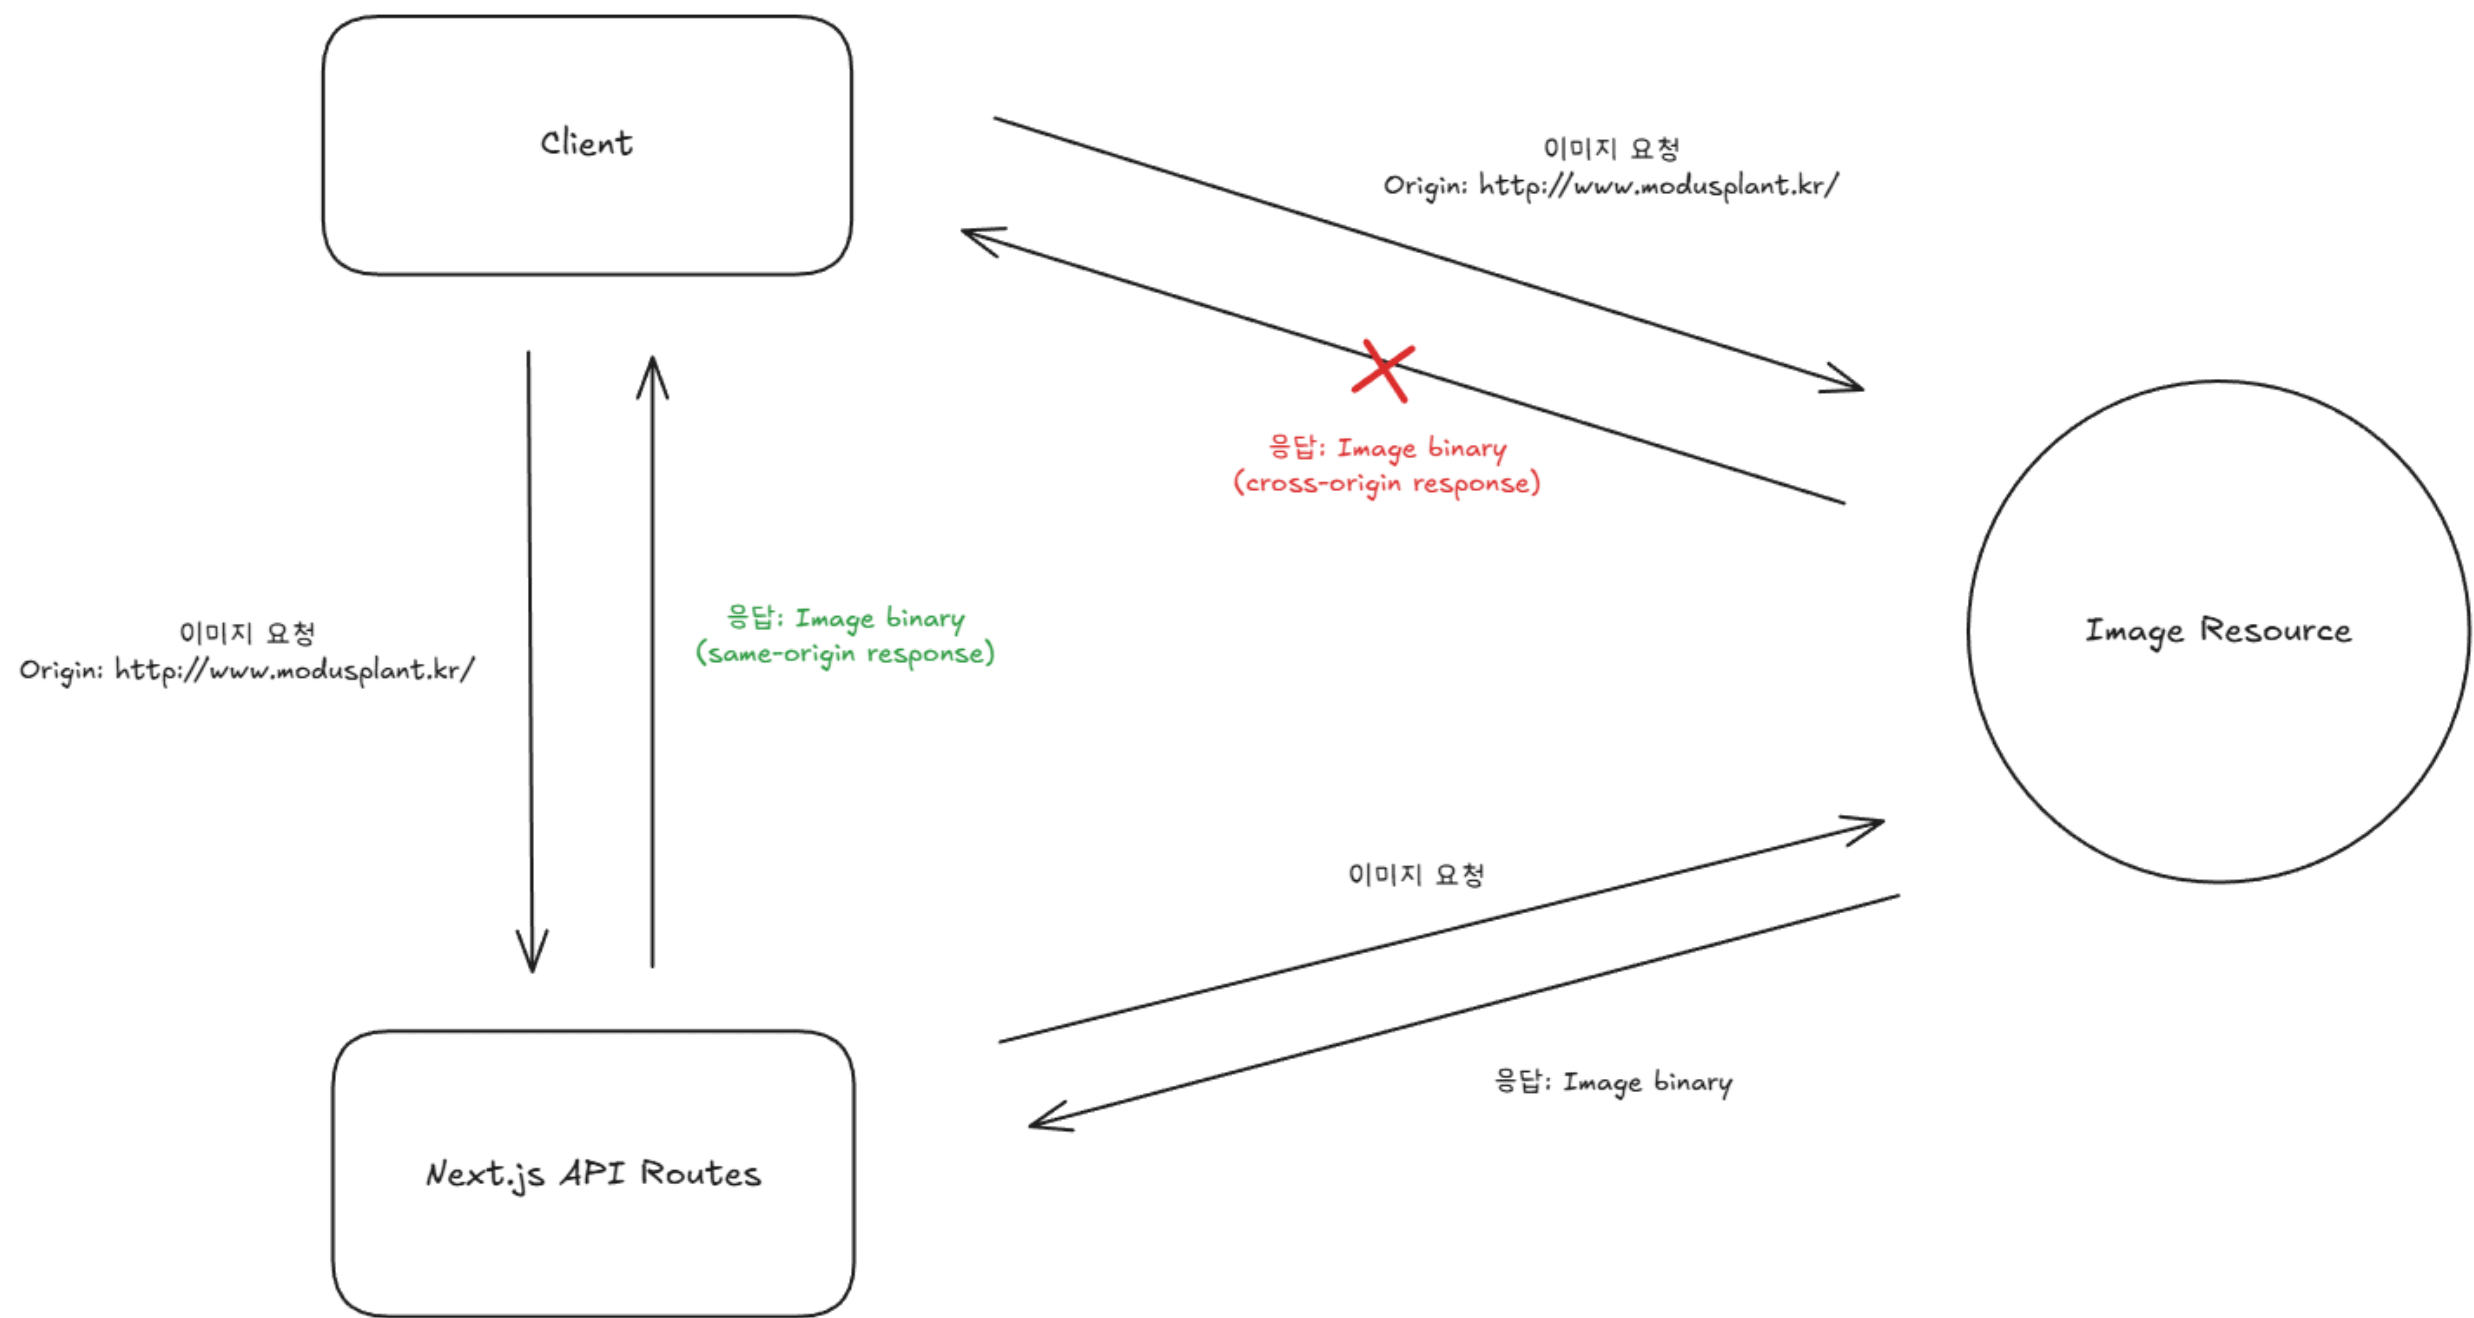 Client
이미지 요청
Origin: http://www.modusplant.kr/
응답: Image binary
(cross-origin response)
이미지 요청
Origin: http://www.modusplant.kr/
응답: Image binary
(same-origin response)
Image Resource
이미지 요청
응답: Image binary
Next.js API Routes